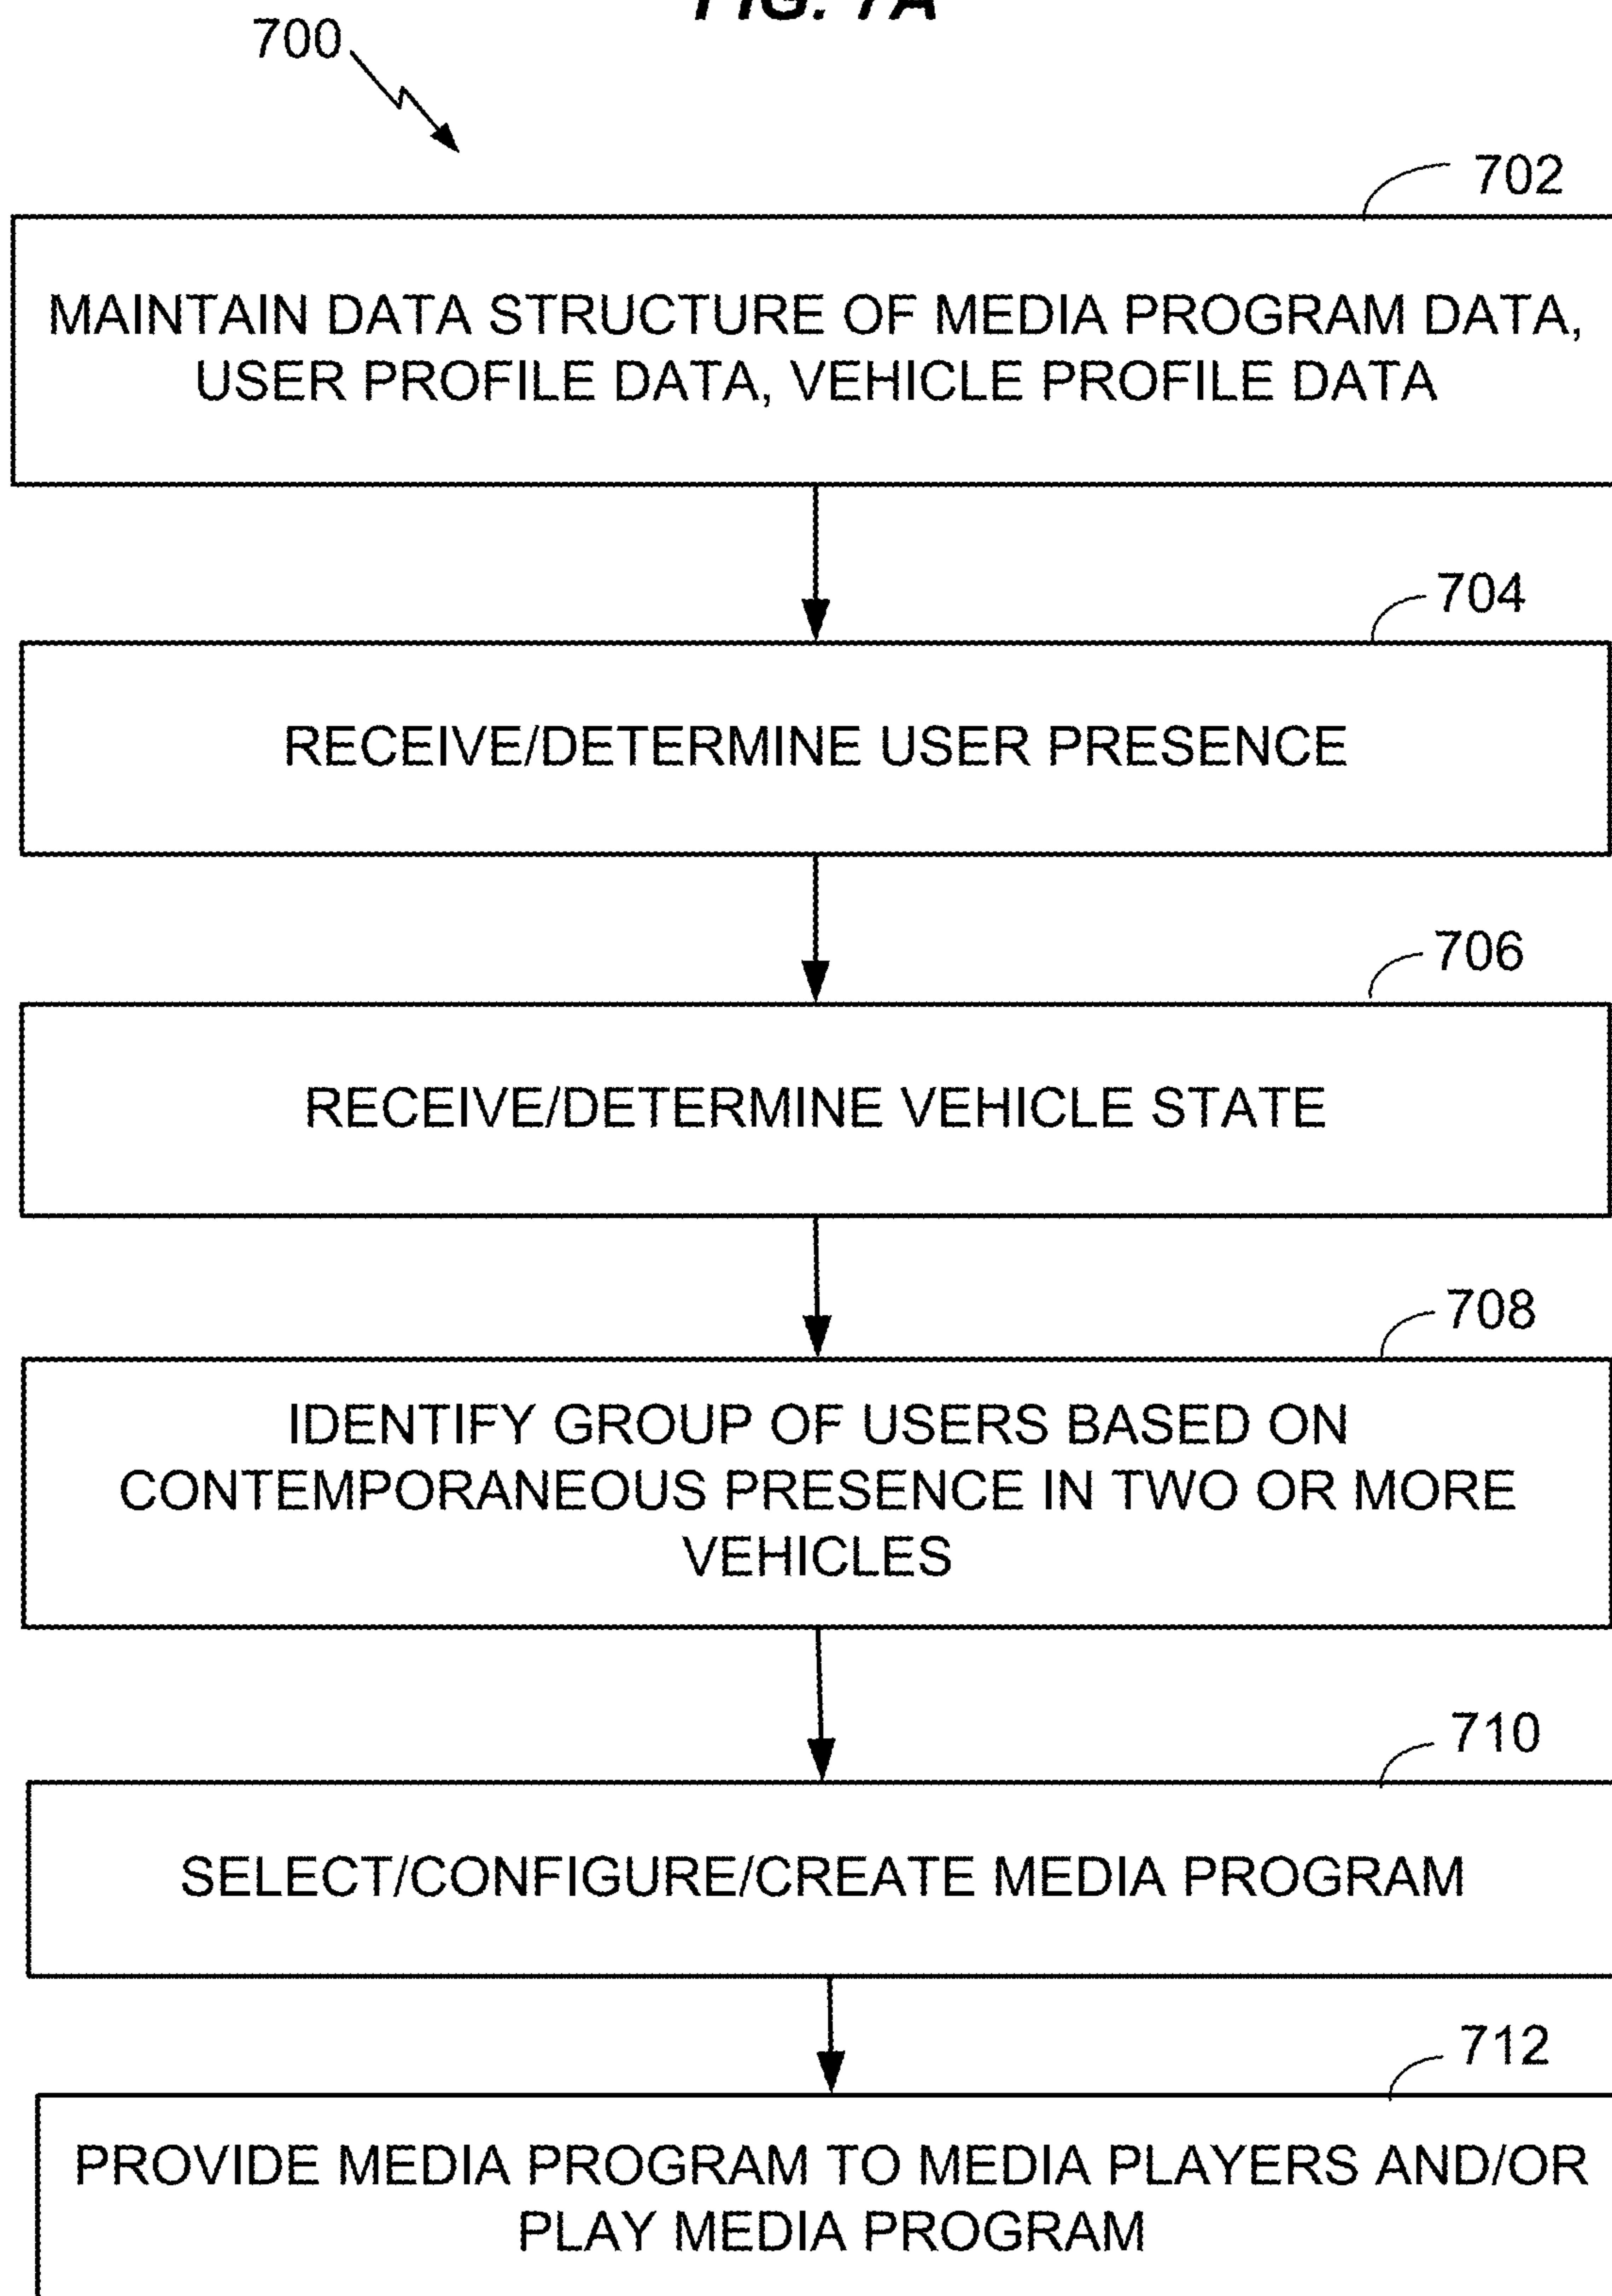 FIG. 7A
700
702
MAINTAIN DATA STRUCTURE OF MEDIA PROGRAM DATA,
USER PROFILE DATA, VEHICLE PROFILE DATA
704
RECEIVE/DETERMINE USER PRESENCE
706
RECEIVE/DETERMINE VEHICLE STATE
708
IDENTIFY GROUP OF USERS BASED ON
CONTEMPORANEOUS PRESENCE IN TWO OR MORE
VEHICLES
710
SELECT/CONFIGURE/CREATE MEDIA PROGRAM
712
PROVIDE MEDIA PROGRAM TO MEDIA PLAYERS AND/OR
PLAY MEDIA PROGRAM